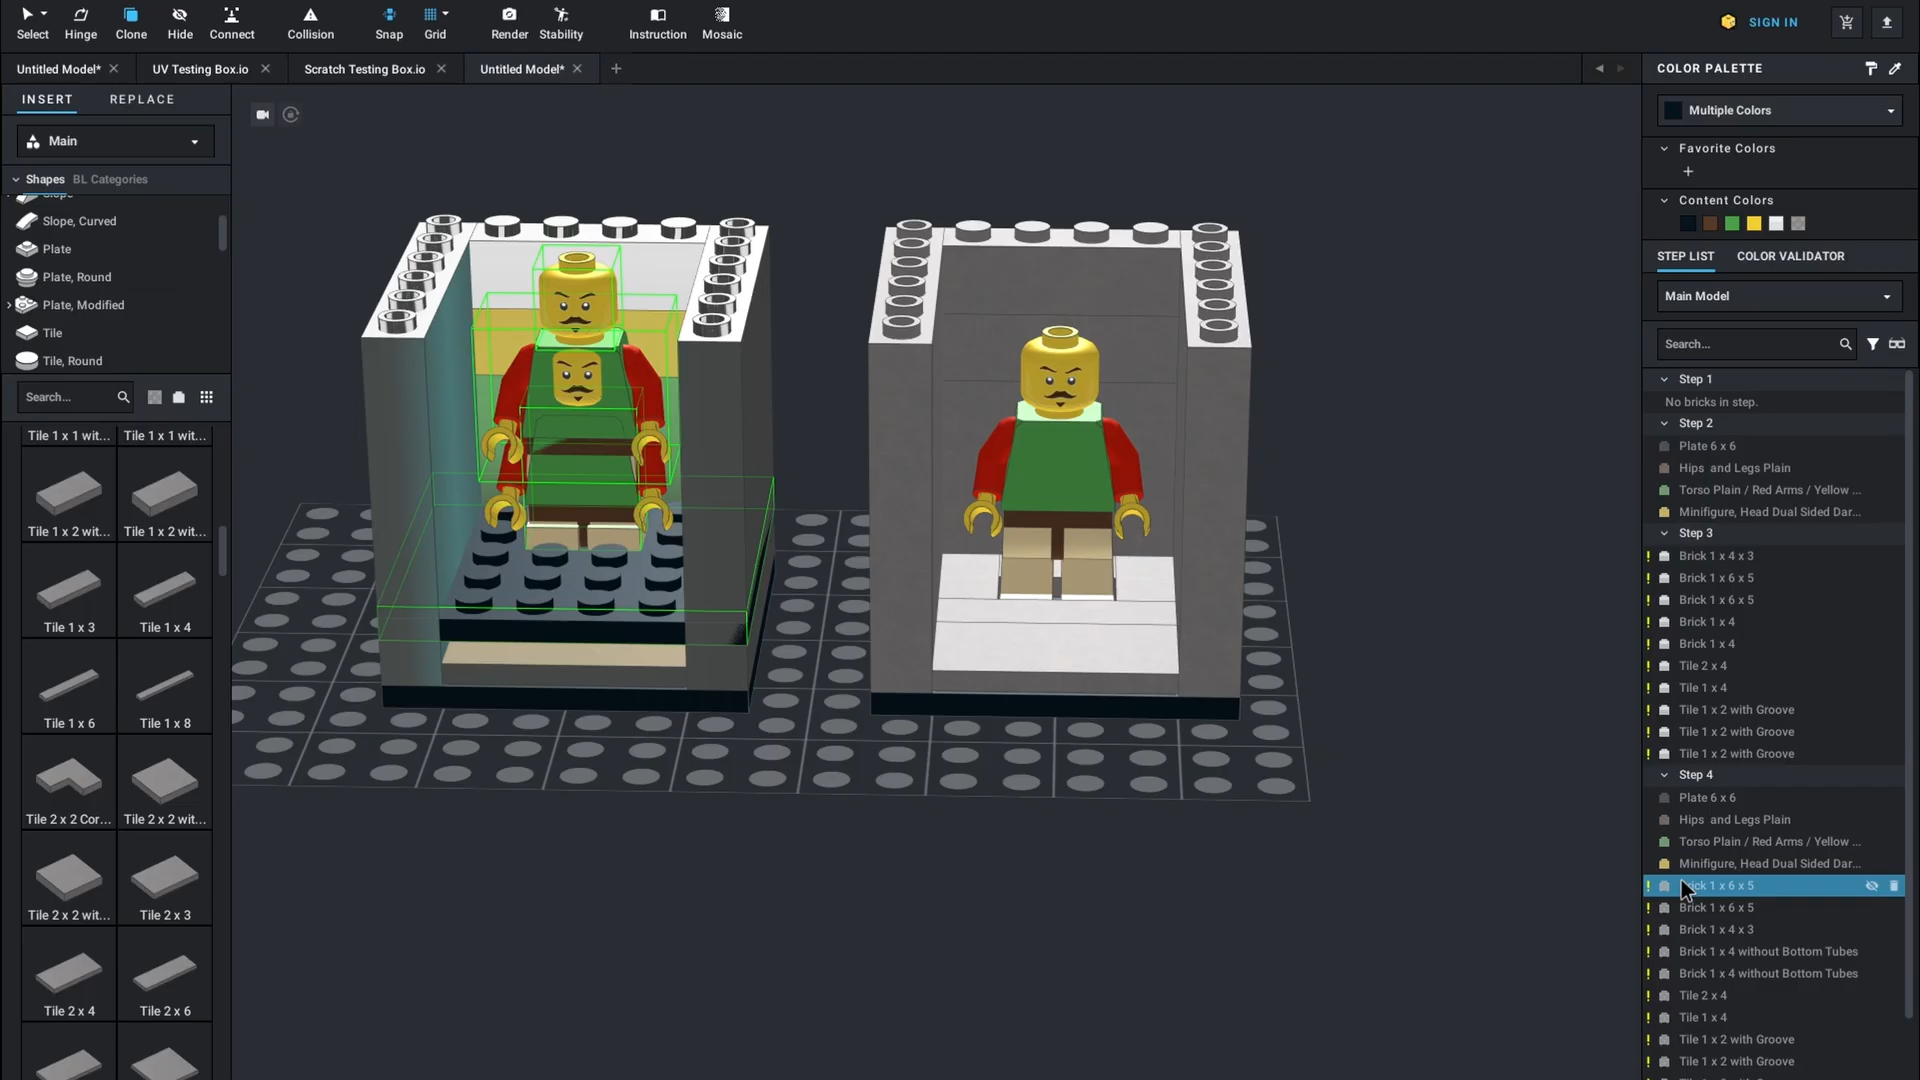 Select
Hinge
Clone
Hide
Connect
Collision
Snap
Grid
Render
Stability
Instruction
Mosaic
SIGN IN
Untitled Model*
UV Testing Box.io
Scratch Testing Box.io
Untitled Model*
INSERT
REPLACE
Main
Shapes
BL Categories
Slope
Slope, Curved
Plate
Plate, Round
Plate, Modified
Tile
Tile, Round
Search...
Tile 1 x 1 wit...
Tile 1 x 1 wit...
Tile 1 x 2 wit...
Tile 1 x 2 wit...
Tile 1 x 3
Tile 1 x 4
Tile 1 x 6
Tile 1 x 8
Tile 2 x 2 Cor...
Tile 2 x 2 wit...
Tile 2 x 2 wit...
Tile 2 x 3
Tile 2 x 4
Tile 2 x 6
COLOR PALETTE
Multiple Colors
Favorite Colors
Content Colors
STEP LIST
COLOR VALIDATOR
Main Model
Search...
Step 1
No bricks in step.
Step 2
Plate 6 x 6
Hips and Legs Plain
Torso Plain / Red Arms / Yellow ...
Minifigure, Head Dual Sided Dar...
Step 3
! Brick 1 x 4 x 3
! Brick 1 x 6 x 5
! Brick 1 x 6 x 5
! Brick 1 x 4
! Brick 1 x 4
! Tile 2 x 4
! Tile 1 x 4
! Tile 1 x 2 with Groove
! Tile 1 x 2 with Groove
! Tile 1 x 2 with Groove
Step 4
Plate 6 x 6
Hips and Legs Plain
Torso Plain / Red Arms / Yellow ...
Minifigure, Head Dual Sided Dar...
! Brick 1 x 6 x 5
! Brick 1 x 6 x 5
! Brick 1 x 4 x 3
! Brick 1 x 4 without Bottom Tubes
! Brick 1 x 4 without Bottom Tubes
! Tile 2 x 4
! Tile 1 x 4
! Tile 1 x 2 with Groove
! Tile 1 x 2 with Groove